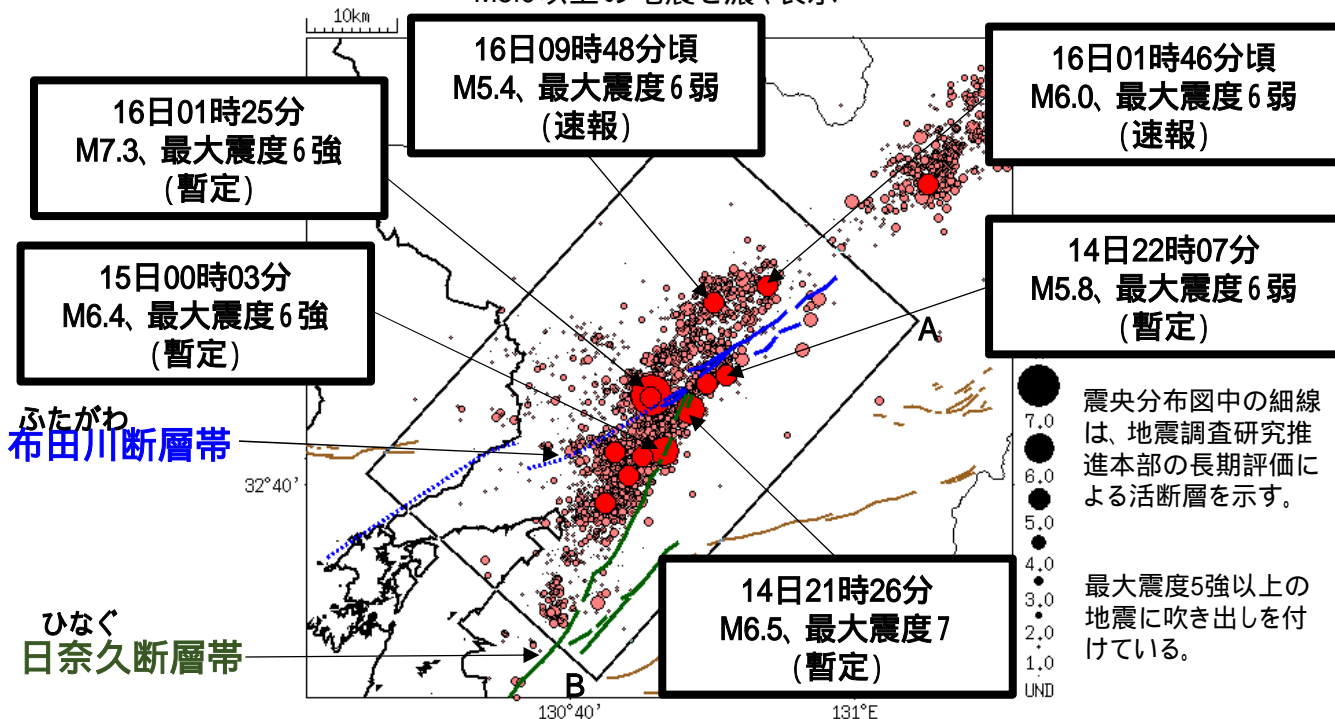 10km
16日09時48分頃
M5.4、最大震度6弱
(速報)
16日01時46分頃
M6.0、最大震度6弱
(速報)
16日01時25分
M7.3、最大震度6強
(暫定)
15日00時03分
M6.4、最大震度6強
(暫定)
14日22時07分
M5.8、最大震度6弱
(暫定)
A
ふたがわ
布田川断層帯
32°40'
7.0
6.0
5.0
4.0
3.0
2.0
1.0
UND
震央分布図中の細線
は、地震調査研究推
進本部の長期評価に
よる活断層を示す。
最大震度5強以上の
地震に吹き出しを付
けている。
14日21時26分
M6.5、最大震度7
(暫定)
ひなぐ
日奈久断層帯
B
130°40'
131°E